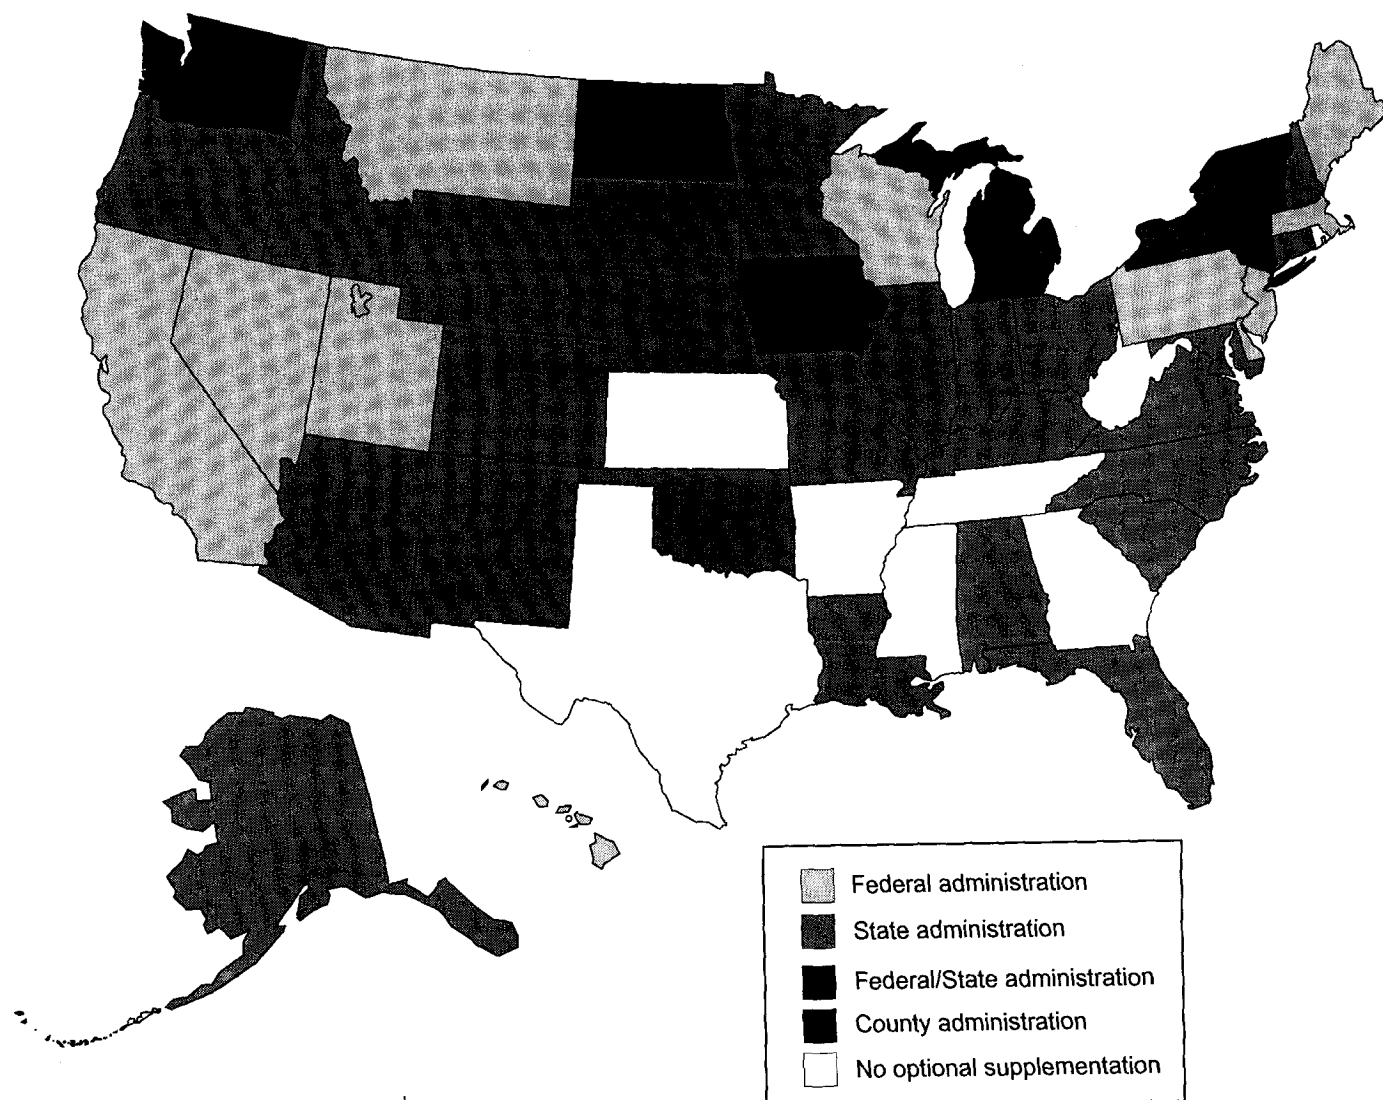 Federal administration
State administration
Federal/State administration
County administration
No optional supplementation